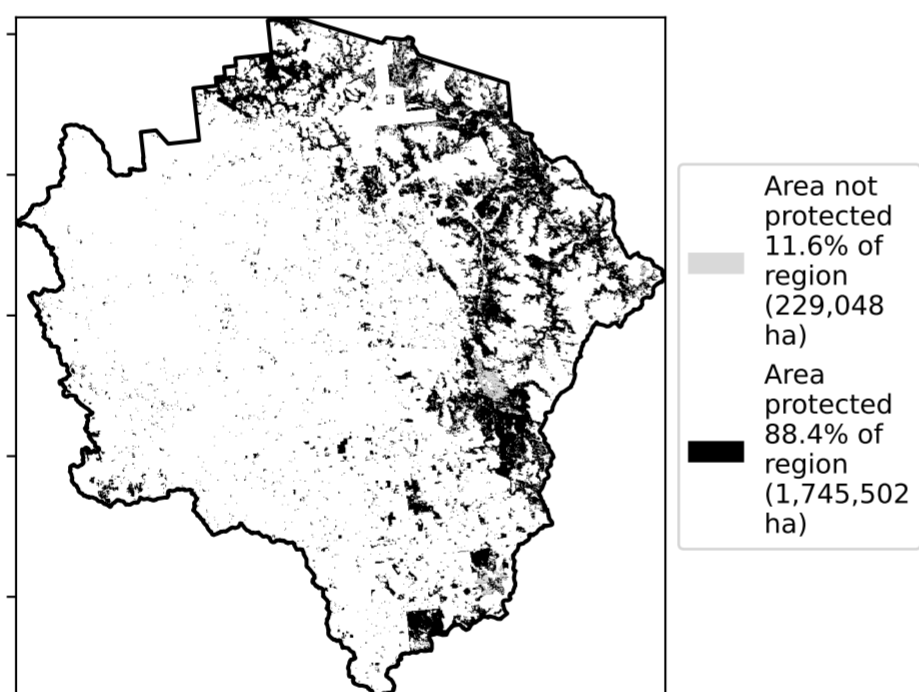 Area not
protected
11.6% of
region
(229,048
ha)
Area
protected
88.4% of
region
(1,745,502
ha)